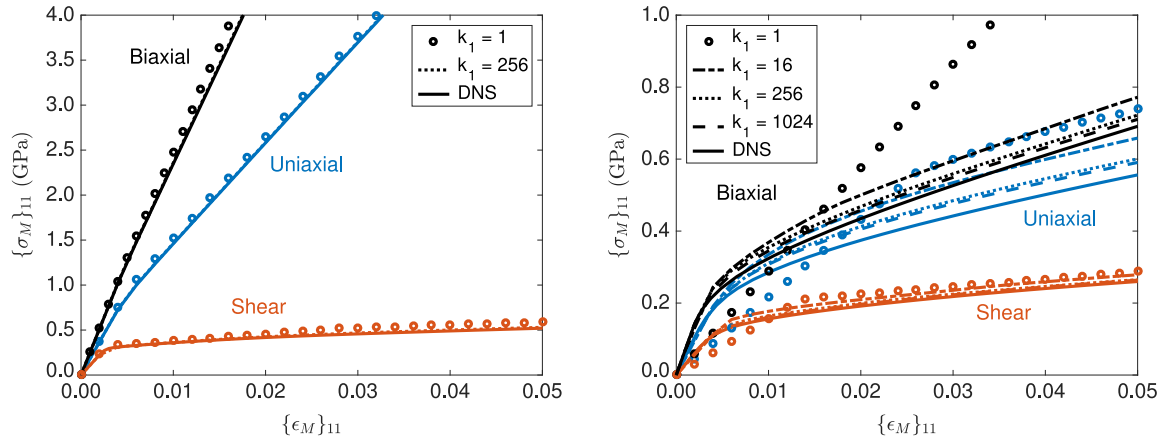 4.0
3.5
3.0
2.5
2.0
1.5
1.0
0.5
0.0
{σ_M}₁₁ (GPa)
Biaxial
Uniaxial
Shear
k₁ = 1
k₁ = 256
DNS
0.00 0.01 0.02 0.03 0.04 0.05
{ϵ_M}₁₁
1.0
0.8
0.6
0.4
0.2
0.0
{σ_M}₁₁ (GPa)
k₁ = 1
k₁ = 16
k₁ = 256
k₁ = 1024
DNS
Biaxial
Uniaxial
Shear
0.00 0.01 0.02 0.03 0.04 0.05
{ϵ_M}₁₁